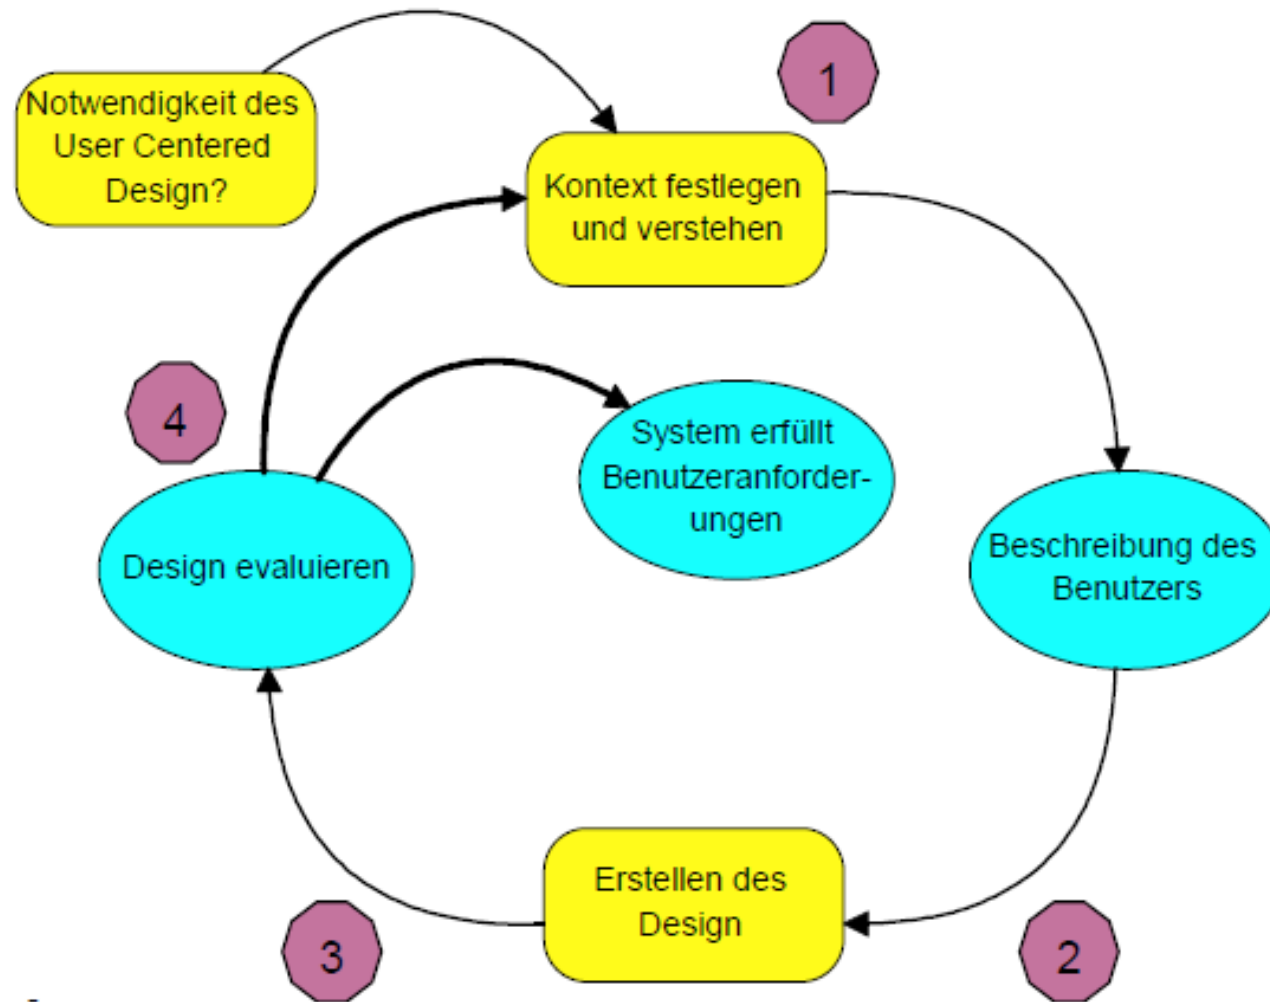 Notwendigkeit des
User Centered
Design?
1
Kontext festlegen
und verstehen
4
System erfüllt
Benutzeranforder-
ungen
Design evaluieren
Beschreibung des
Benutzers
Erstellen des
Design
3
2